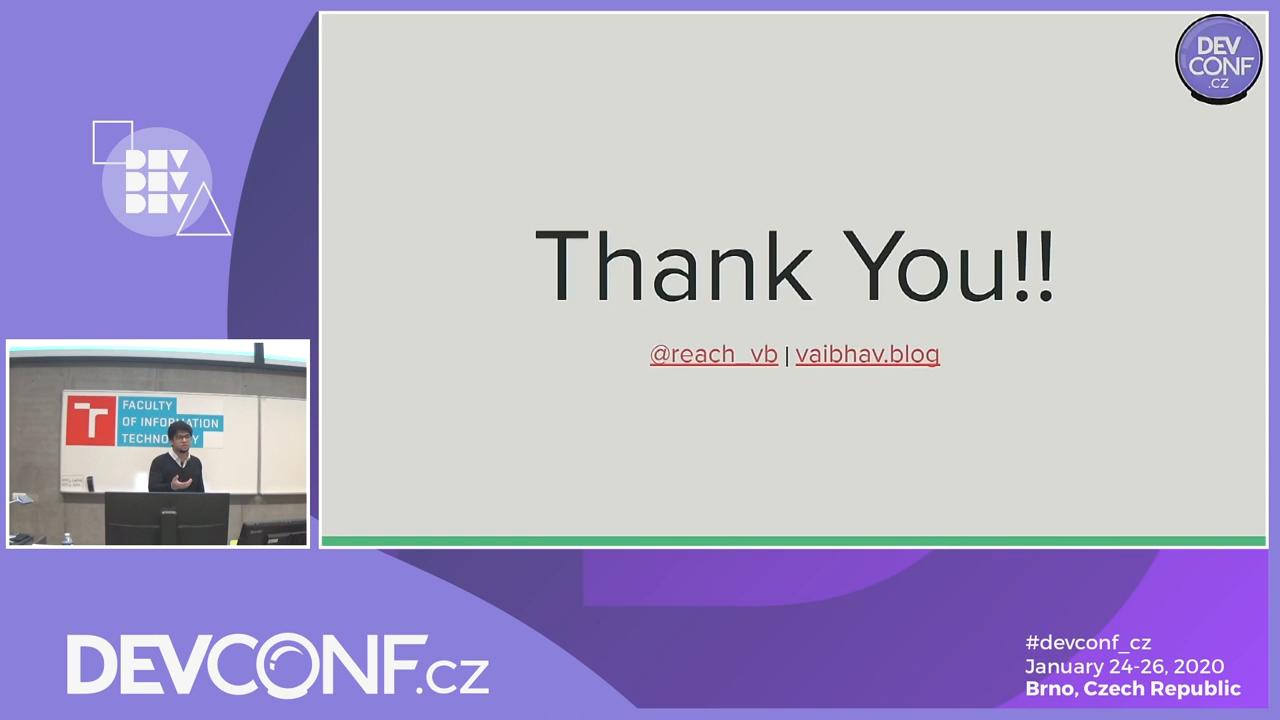 DEV
CONF
.CZ
DEV
DEV
DEV
Thank You!!
@reach_vb | vaibhav.blog
FACULTY
OF INFORMATION
TECHNO Y
DEVCONF.cz
#devconf_cz
January 24-26, 2020
Brno, Czech Republic